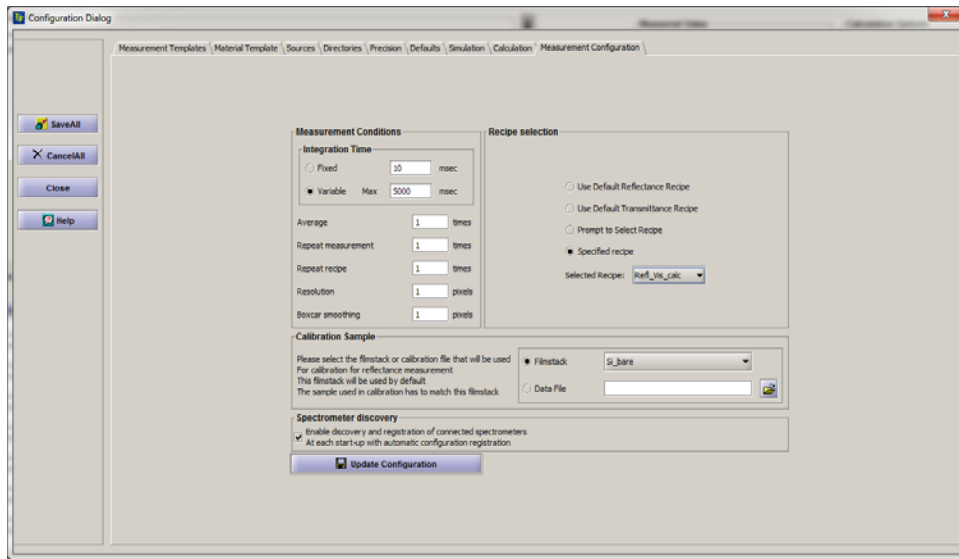 Configuration Dialog
Measured Value
Measurement Templates
Material Template
Sources
Directories
Precision
Defaults
Simulation
Calculation
Measurement Configuration
SaveAll
CancelAll
Close
Help
Measurement Conditions
Integration Time
Fixed 10 msec
Variable Max 5000 msec
Average 1 times
Repeat measurement 1 times
Repeat recipe 1 times
Resolution 1 pixels
Boxcar smoothing 1 pixels
Recipe selection
Use Default Reflectance Recipe
Use Default Transmittance Recipe
Prompt to Select Recipe
Specified recipe
Selected Recipe: Refl_Vis_calc
Calibration Sample
Please select the filmstack or calibration file that will be used
For calibration for reflectance measurement
This filmstack will be used by default
The sample used in calibration has to match this filmstack
Filmstack Si_bare
Data File
Spectrometer discovery
Enable discovery and registration of connected spectrometers
At each start-up with automatic configuration registration
Update Configuration